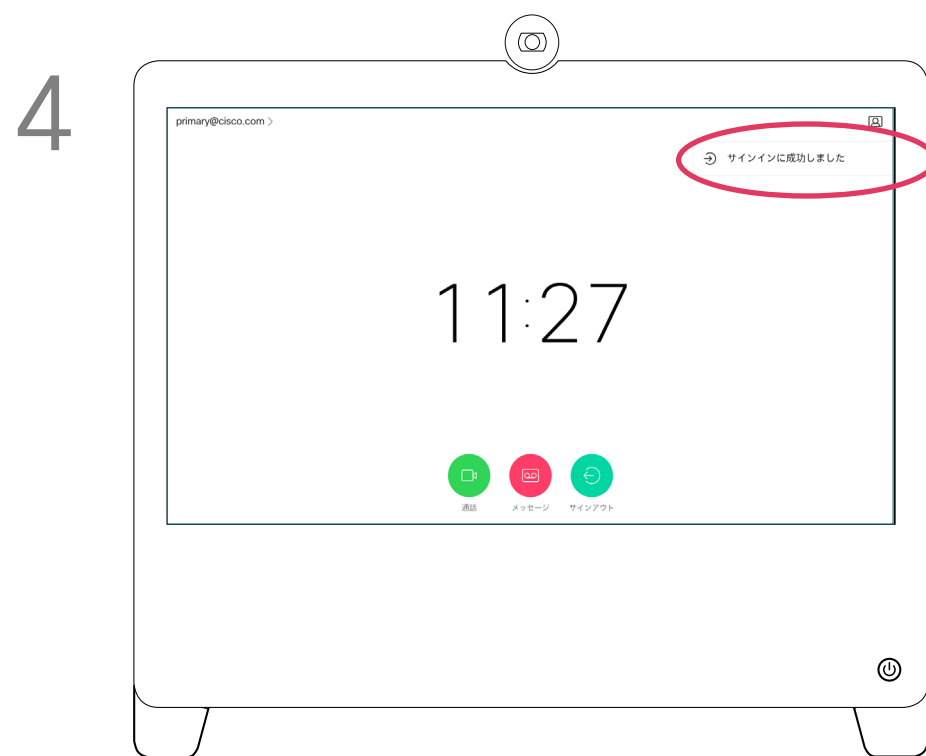 4
primary@cisco.com >
サインインに成功しました
11:27
通話
メッセージ
サインアウト